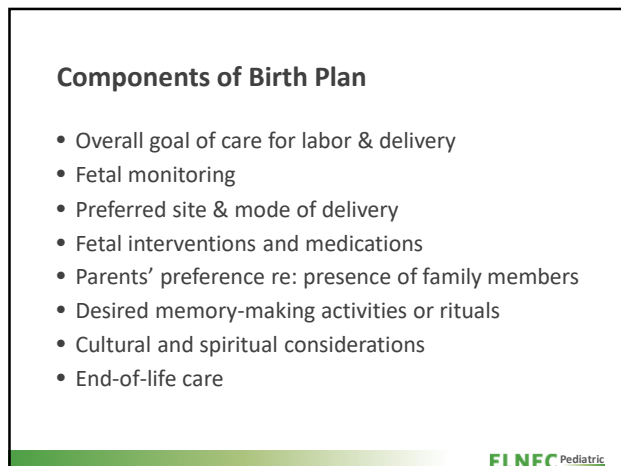 Components of Birth Plan
• Overall goal of care for labor & delivery
• Fetal monitoring
• Preferred site & mode of delivery
• Fetal interventions and medications
• Parents’ preference re: presence of family members
• Desired memory-making activities or rituals
• Cultural and spiritual considerations
• End-of-life care
ELNEC Pediatric